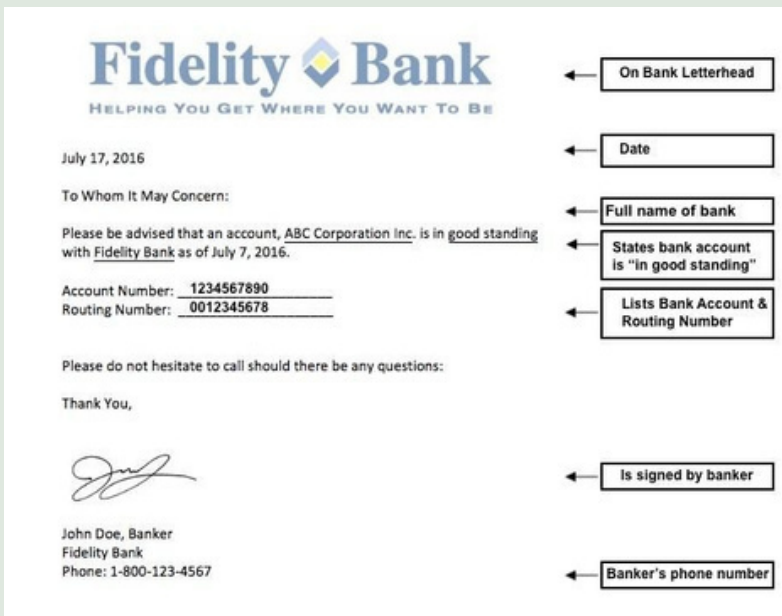 Fidelity Bank
HELPING YOU GET WHERE YOU WANT TO BE
On Bank Letterhead
July 17, 2016
Date
To Whom It May Concern:
Full name of bank
Please be advised that an account, ABC Corporation Inc. is in good standing
with Fidelity Bank as of July 7, 2016.
States bank account
is “in good standing”
Account Number: 1234567890
Routing Number: 0012345678
Lists Bank Account &
Routing Number
Please do not hesitate to call should there be any questions:
Thank You,
Is signed by banker
John Doe, Banker
Fidelity Bank
Phone: 1-800-123-4567
Banker's phone number